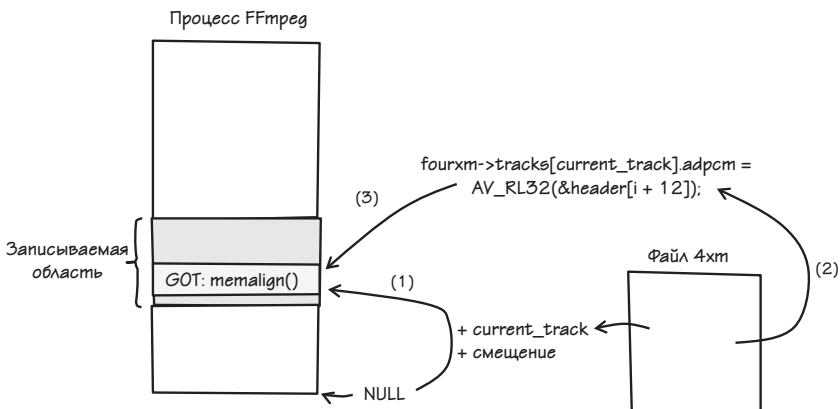 Процесс FFmpeg
fourxm->tracks[current_track].adpcm =
AV_RL32(&header[i + 12]);
(3)
Записываемая
область
GOT: memalign()
(1)
Файл 4xm
(2)
+ current_track
+ смещение
NULL